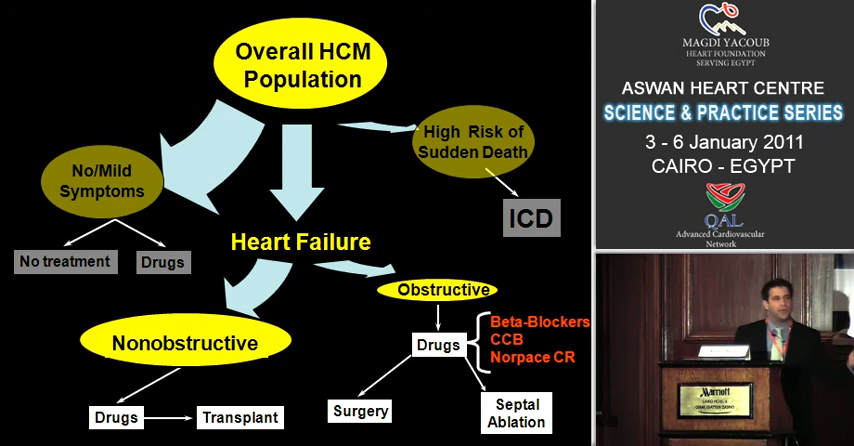 Overall HCM
Population
High Risk of
Sudden Death
No/Mild
Symptoms
ICD
No treatment
Drugs
Heart Failure
Obstructive
Nonobstructive
Drugs
Beta-Blockers
CCB
Norpace CR
Drugs
Transplant
Surgery
Septal
Ablation
MAGDI YACOUB
HEART FOUNDATION
SERVING EGYPT
ASWAN HEART CENTRE
SCIENCE & PRACTICE SERIES
3 - 6 January 2011
CAIRO - EGYPT
QAL
Advanced Cardiovascular
Network
Marriott